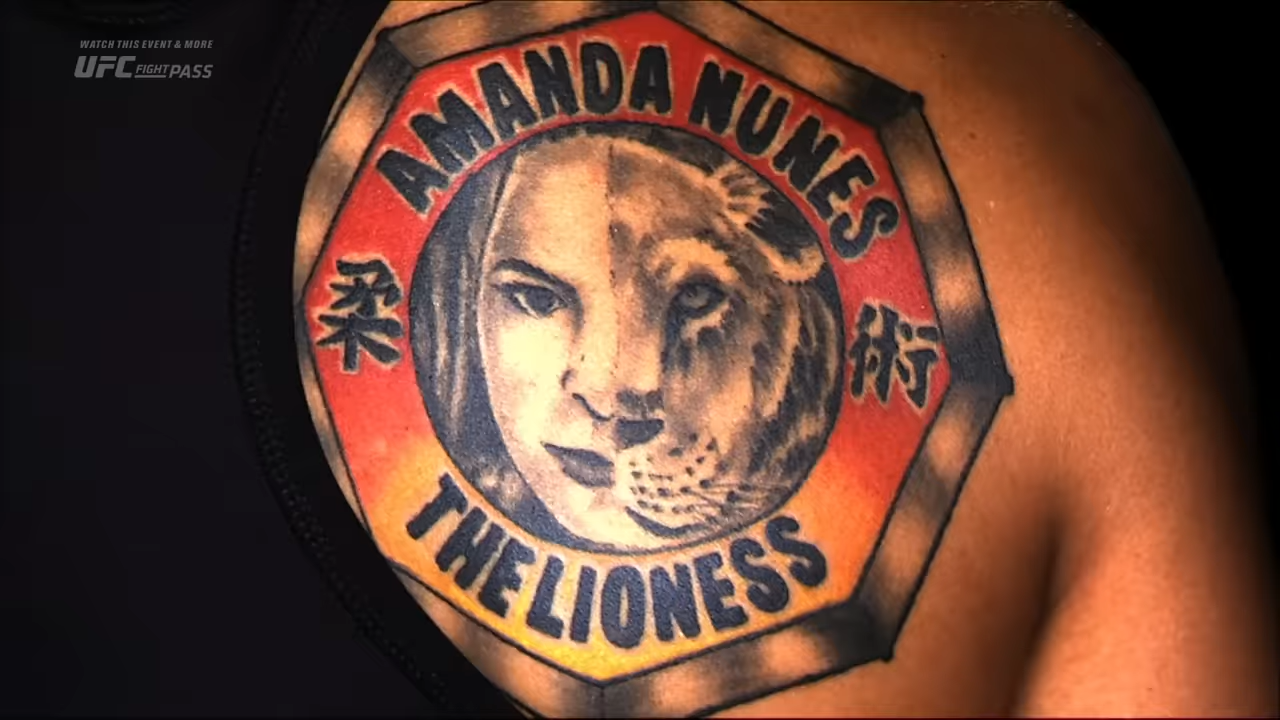 WATCH THIS EVENT & MORE
UFC FIGHT PASS
AMANDA NUNES
柔 術
THE LIONESS